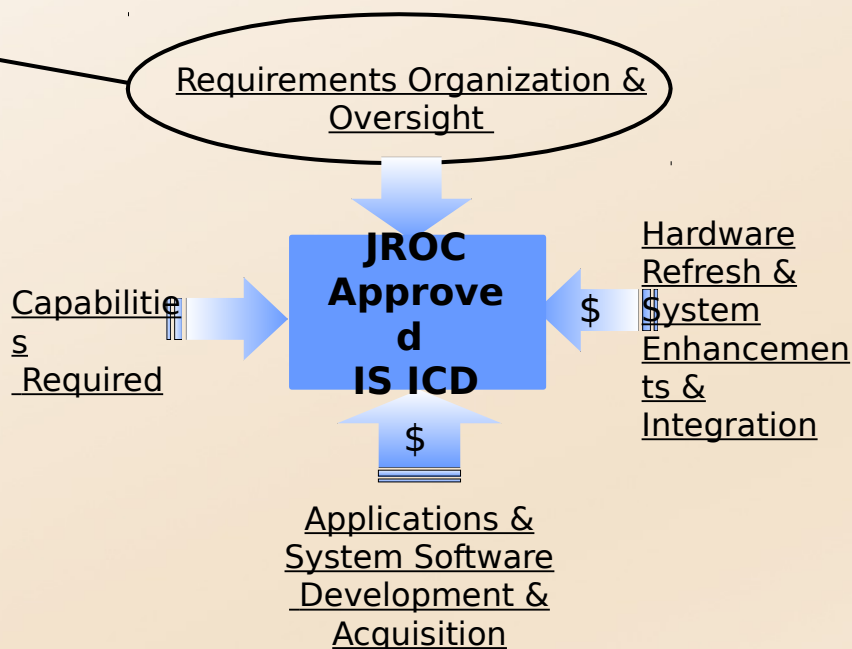 Requirements Organization &
Oversight
JROC
Approve
d
IS ICD
Capabilitie
s
Required
$
Hardware
Refresh &
System
Enhancemen
ts &
Integration
$
Applications &
System Software
Development &
Acquisition